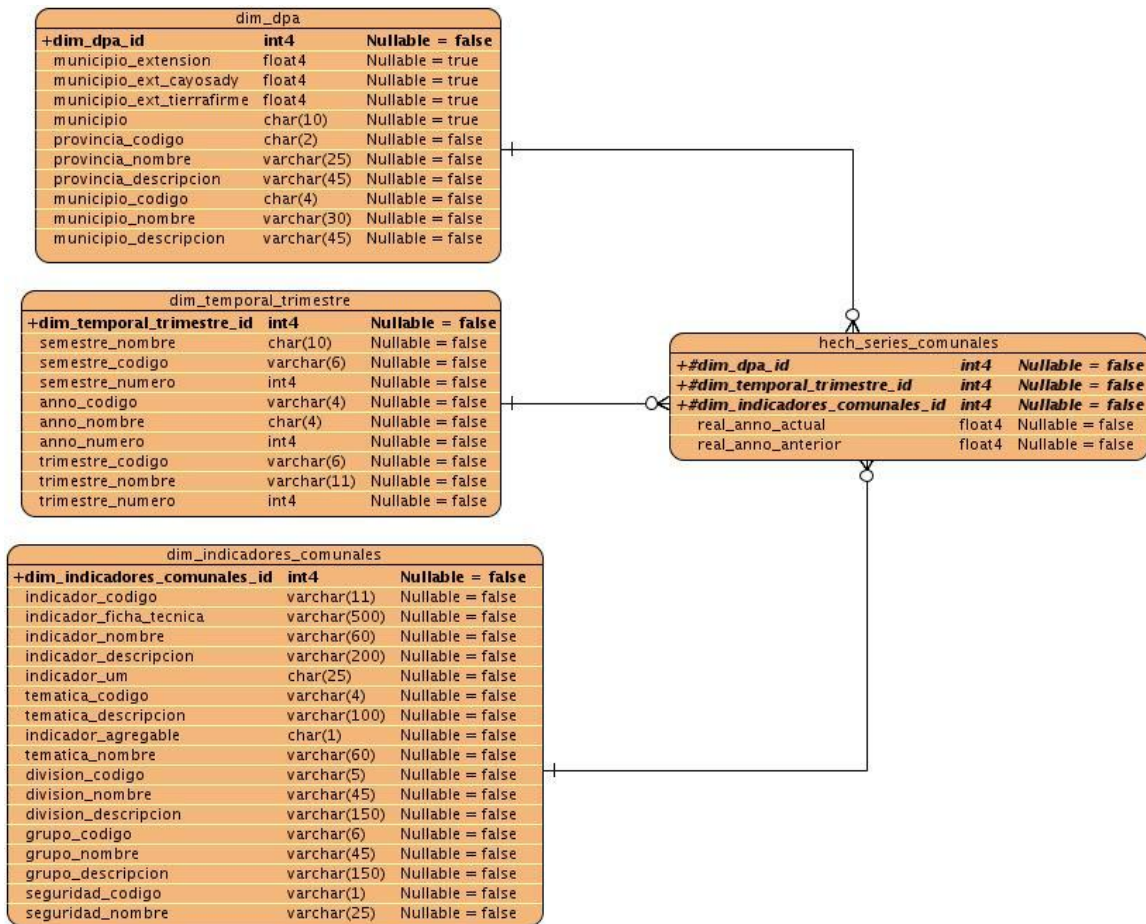 dim_dpa
+dim_dpa_id int4 Nullable = false
municipio_extension float4 Nullable = true
municipio_ext_cayosady float4 Nullable = true
municipio_ext_tierrafirme float4 Nullable = true
municipio char(10) Nullable = true
provincia_codigo char(2) Nullable = false
provincia_nombre varchar(25) Nullable = false
provincia_descripcion varchar(45) Nullable = false
municipio_codigo char(4) Nullable = false
municipio_nombre varchar(30) Nullable = false
municipio_descripcion varchar(45) Nullable = false
dim_temporal_trimestre
+dim_temporal_trimestre_id int4 Nullable = false
semestre_nombre char(10) Nullable = false
semestre_codigo varchar(6) Nullable = false
semestre_numero int4 Nullable = false
anno_codigo varchar(4) Nullable = false
anno_nombre char(4) Nullable = false
anno_numero int4 Nullable = false
trimestre_codigo varchar(6) Nullable = false
trimestre_nombre varchar(11) Nullable = false
trimestre_numero int4 Nullable = false
hech_series_comunales
+#dim_dpa_id int4 Nullable = false
+#dim_temporal_trimestre_id int4 Nullable = false
+#dim_indicadores_comunales_id int4 Nullable = false
real_anno_actual float4 Nullable = false
real_anno_anterior float4 Nullable = false
dim_indicadores_comunales
+dim_indicadores_comunales_id int4 Nullable = false
indicador_codigo varchar(11) Nullable = false
indicador_ficha_tecnica varchar(500) Nullable = false
indicador_nombre varchar(60) Nullable = false
indicador_descripcion varchar(200) Nullable = false
indicador_um char(25) Nullable = false
tematica_codigo varchar(4) Nullable = false
tematica_descripcion varchar(100) Nullable = false
indicador_agregable char(1) Nullable = false
tematica_nombre varchar(60) Nullable = false
division_codigo varchar(5) Nullable = false
division_nombre varchar(45) Nullable = false
division_descripcion varchar(150) Nullable = false
grupo_codigo varchar(6) Nullable = false
grupo_nombre varchar(45) Nullable = false
grupo_descripcion varchar(150) Nullable = false
seguridad_codigo varchar(1) Nullable = false
seguridad_nombre varchar(25) Nullable = false